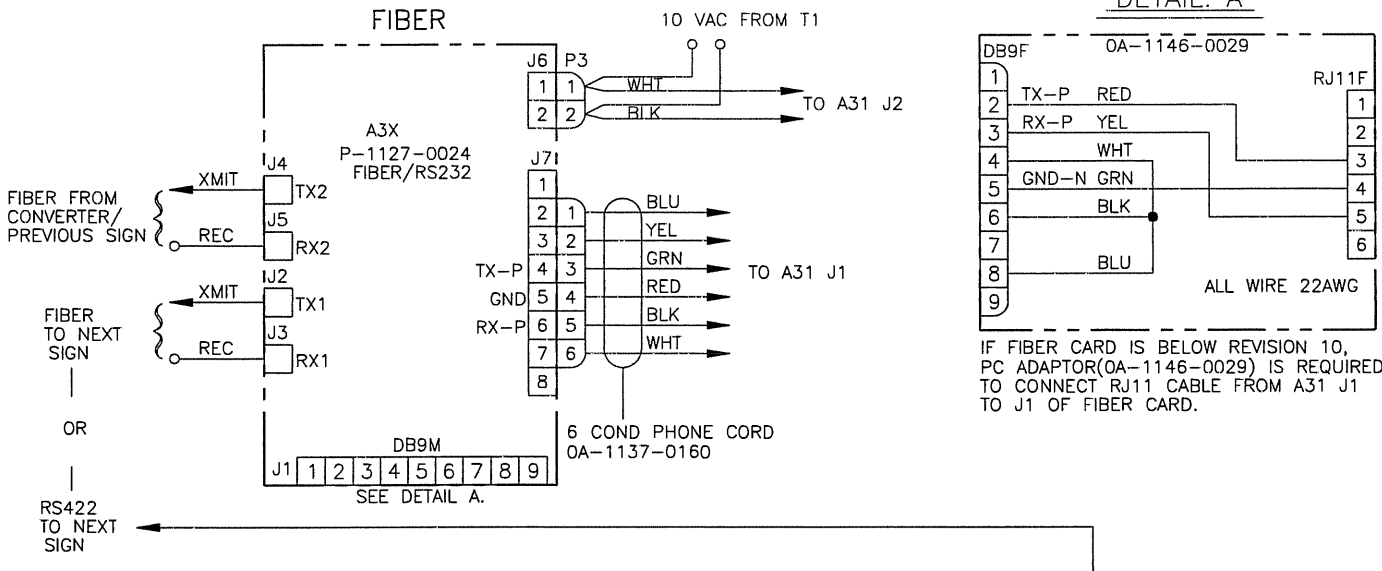 FIBER
10 VAC FROM T1
J6 P3
1 1 WHT
2 2 BLK
TO A31 J2
A3X
P-1127-0024
FIBER/RS232
J4
XMIT
TX2
FIBER FROM
CONVERTER/
PREVIOUS SIGN
J5
REC
RX2
J2
XMIT
TX1
FIBER
TO NEXT
SIGN
J3
REC
RX1
J7
1
2 1 BLU
3 2 YEL
TX-P 4 3 GRN
GND 5 4 RED
RX-P 6 5 BLK
7 6 WHT
8
TO A31 J1
6 COND PHONE CORD
0A-1137-0160
OR
DB9M
J1 1 2 3 4 5 6 7 8 9
SEE DETAIL A.
RS422
TO NEXT
SIGN
DETAIL: A
0A-1146-0029
DB9F
1
2 TX-P RED
3 RX-P YEL
4 WHT
5 GND-N GRN
6 BLK
7
8 BLU
9
RJ11F
1
2
3
4
5
6
ALL WIRE 22AWG
IF FIBER CARD IS BELOW REVISION 10,
PC ADAPTOR(0A-1146-0029) IS REQUIRED
TO CONNECT RJ11 CABLE FROM A31 J1
TO J1 OF FIBER CARD.